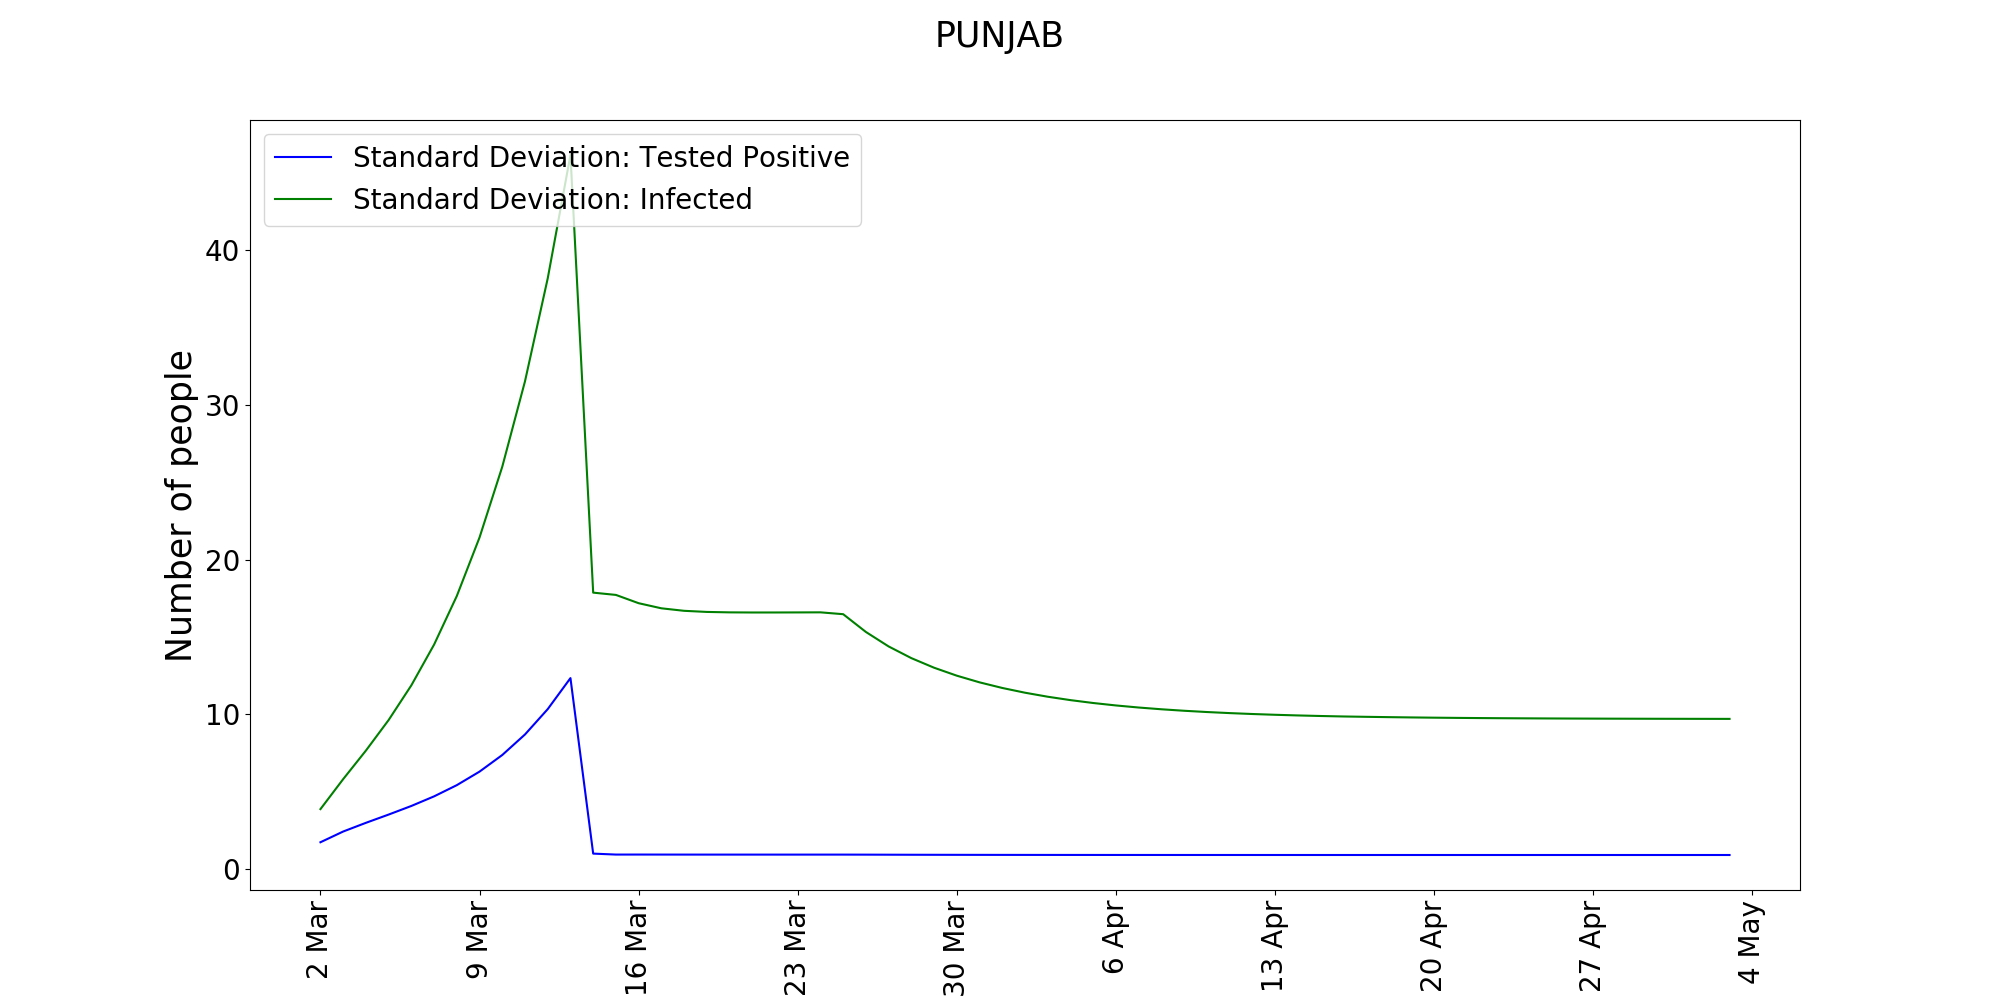 PUNJAB
Standard Deviation: Tested Positive
Standard Deviation: Infected
Number of people
40
30
20
10
0
2 Mar
9 Mar
16 Mar
23 Mar
30 Mar
6 Apr
13 Apr
20 Apr
27 Apr
4 May